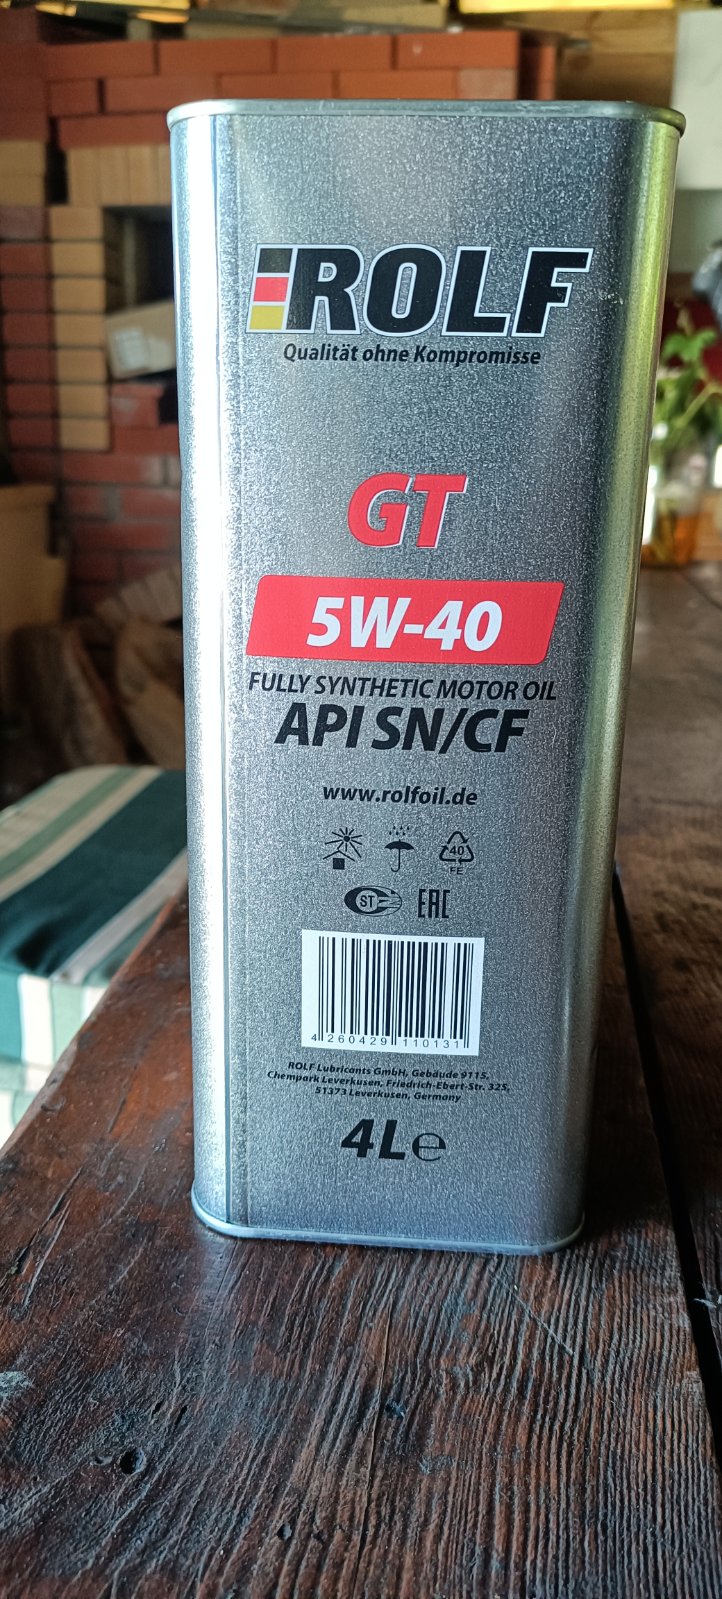 ROLF
Qualität ohne Kompromisse
GT
5W-40
FULLY SYNTHETIC MOTOR OIL
API SN/CF
www.rolfoil.de
40
FE
СТ EAC
4 260429 110131
ROLF Lubricants GmbH, Gebäude 9115,
Chempark Leverkusen, Friedrich-Ebert-Str. 325,
51373 Leverkusen, Germany
4L℮